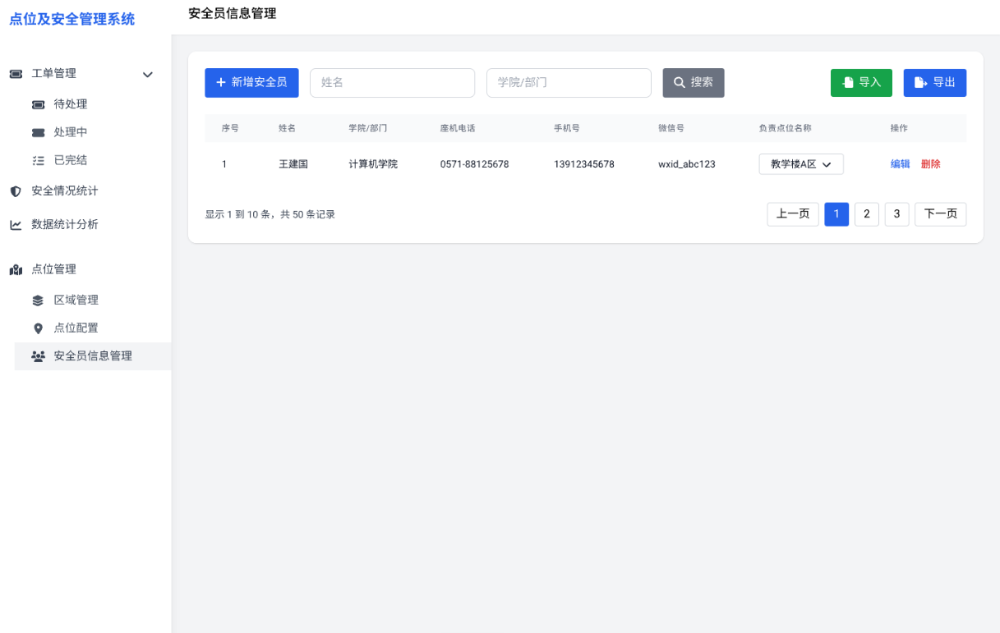 点位及安全管理系统
工单管理
待处理
处理中
已完结
安全情况统计
数据统计分析
点位管理
区域管理
点位配置
安全员信息管理
安全员信息管理
新增安全员 姓名 学院/部门 搜索 导入 导出
序号 姓名 学院/部门 座机电话 手机号 微信号 负责点位名称 操作
1 王建国 计算机学院 0571-88125678 13912345678 wxid_abc123 教学楼A区 编辑 删除
显示 1 到 10 条，共 50 条记录 上一页 1 2 3 下一页